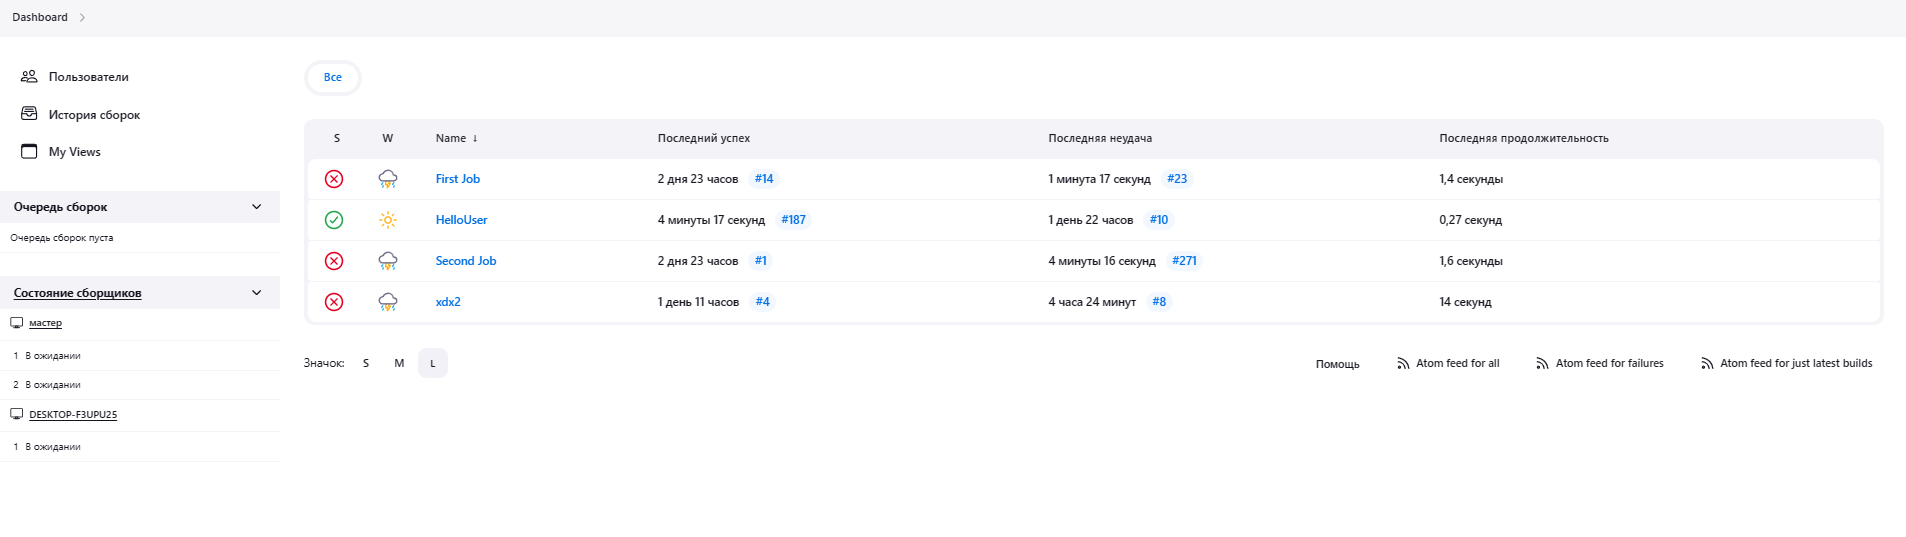 Dashboard
Пользователи
История сборок
My Views
Очередь сборок
Очередь сборок пуста
Состояние сборщиков
мастер
1 В ожидании
2 В ожидании
DESKTOP-F3UPU25
1 В ожидании
Все
S W Name ↓ Последний успех Последняя неудача Последняя продолжительность
First Job 2 дня 23 часов #14 1 минута 17 секунд #23 1,4 секунды
HelloUser 4 минуты 17 секунд #187 1 день 22 часов #10 0,27 секунд
Second Job 2 дня 23 часов #1 4 минуты 16 секунд #271 1,6 секунды
xdx2 1 день 11 часов #4 4 часа 24 минут #8 14 секунд
Значок: S M L
Помощь Atom feed for all Atom feed for failures Atom feed for just latest builds